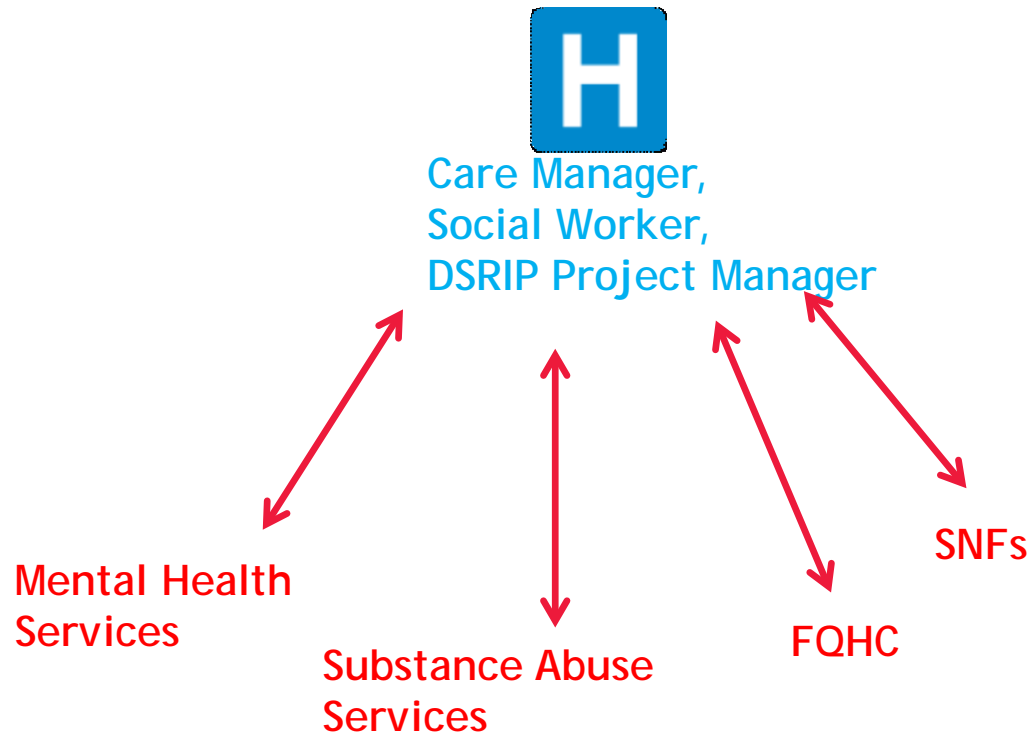 H
Care Manager,
Social Worker,
DSRIP Project Manager
SNFs
Mental Health
Services
FQHC
Substance Abuse
Services